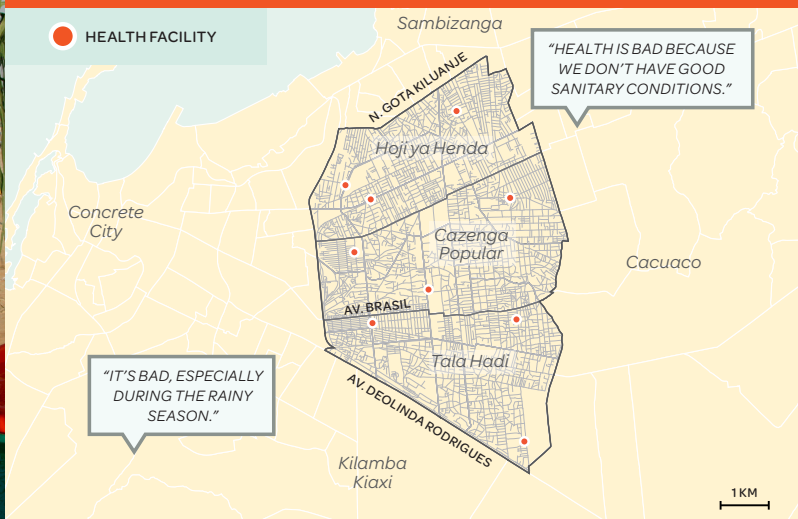 HEALTH FACILITY
Sambizanga
"HEALTH IS BAD BECAUSE
WE DON'T HAVE GOOD
SANITARY CONDITIONS."
N. GOTA KILUANJE
Hoji ya Henda
Concrete
City
Cazenga
Popular
Cacuaco
AV. BRASIL
Tala Hadi
"IT'S BAD, ESPECIALLY
DURING THE RAINY
SEASON."
AV. DEOLINDA RODRIGUES
Kilamba
Kiaxi
1 KM